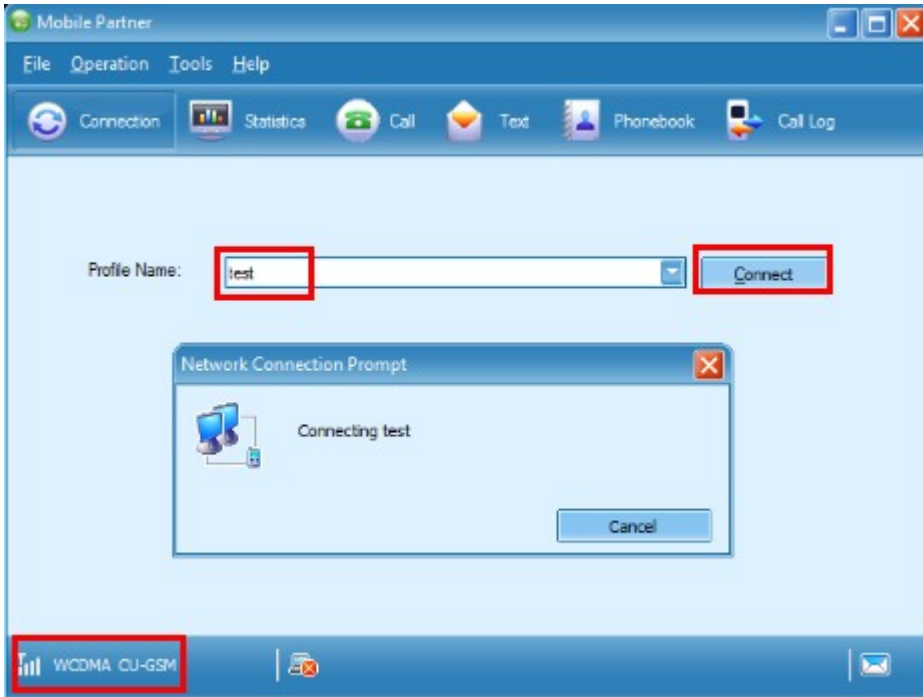 Mobile Partner
File Operation Tools Help
Connection Statistics Call Text Phonebook Call Log
Profile Name: test Connect
Network Connection Prompt
Connecting test
Cancel
WCDMA CU-GSM